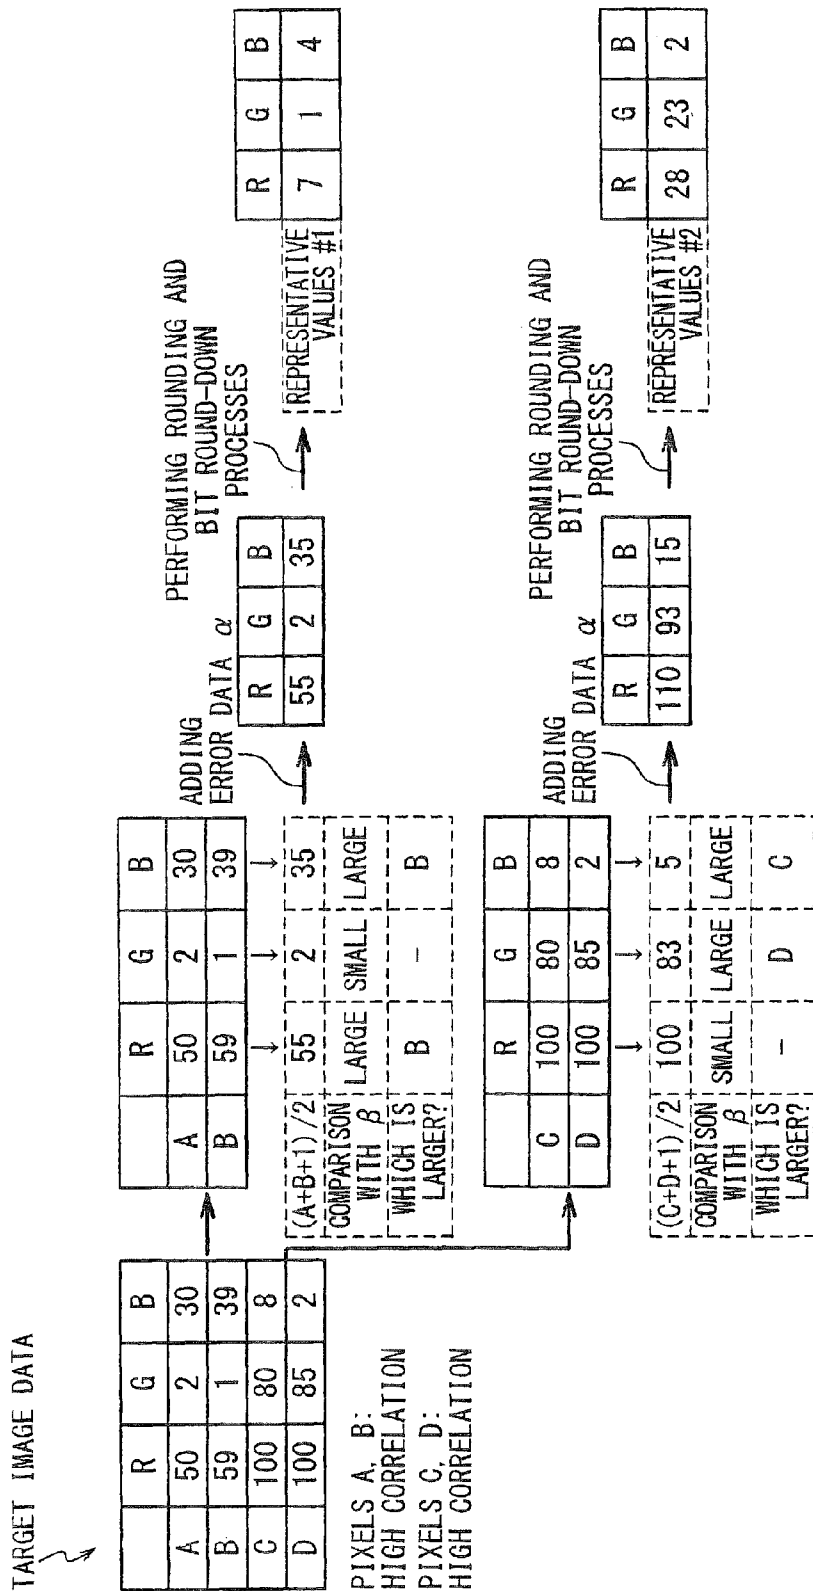 TARGET IMAGE DATA
R G B
A 50 2 30
B 59 1 39
C 100 80 8
D 100 85 2
PIXELS A, B:
HIGH CORRELATION
PIXELS C, D:
HIGH CORRELATION
R G B
A 50 2 30
B 59 1 39
(A+B+1)/2 55 2 35
COMPARISON WITH β LARGE SMALL LARGE
WHICH IS LARGER? B – B
ADDING
ERROR DATA α
R G B
55 2 35
PERFORMING ROUNDING AND
BIT ROUND-DOWN
PROCESSES
R G B
REPRESENTATIVE VALUES #1 7 1 4
R G B
C 100 80 8
D 100 85 2
(C+D+1)/2 100 83 5
COMPARISON WITH β SMALL LARGE LARGE
WHICH IS LARGER? – D C
ADDING
ERROR DATA α
R G B
110 93 15
PERFORMING ROUNDING AND
BIT ROUND-DOWN
PROCESSES
R G B
REPRESENTATIVE VALUES #2 28 23 2